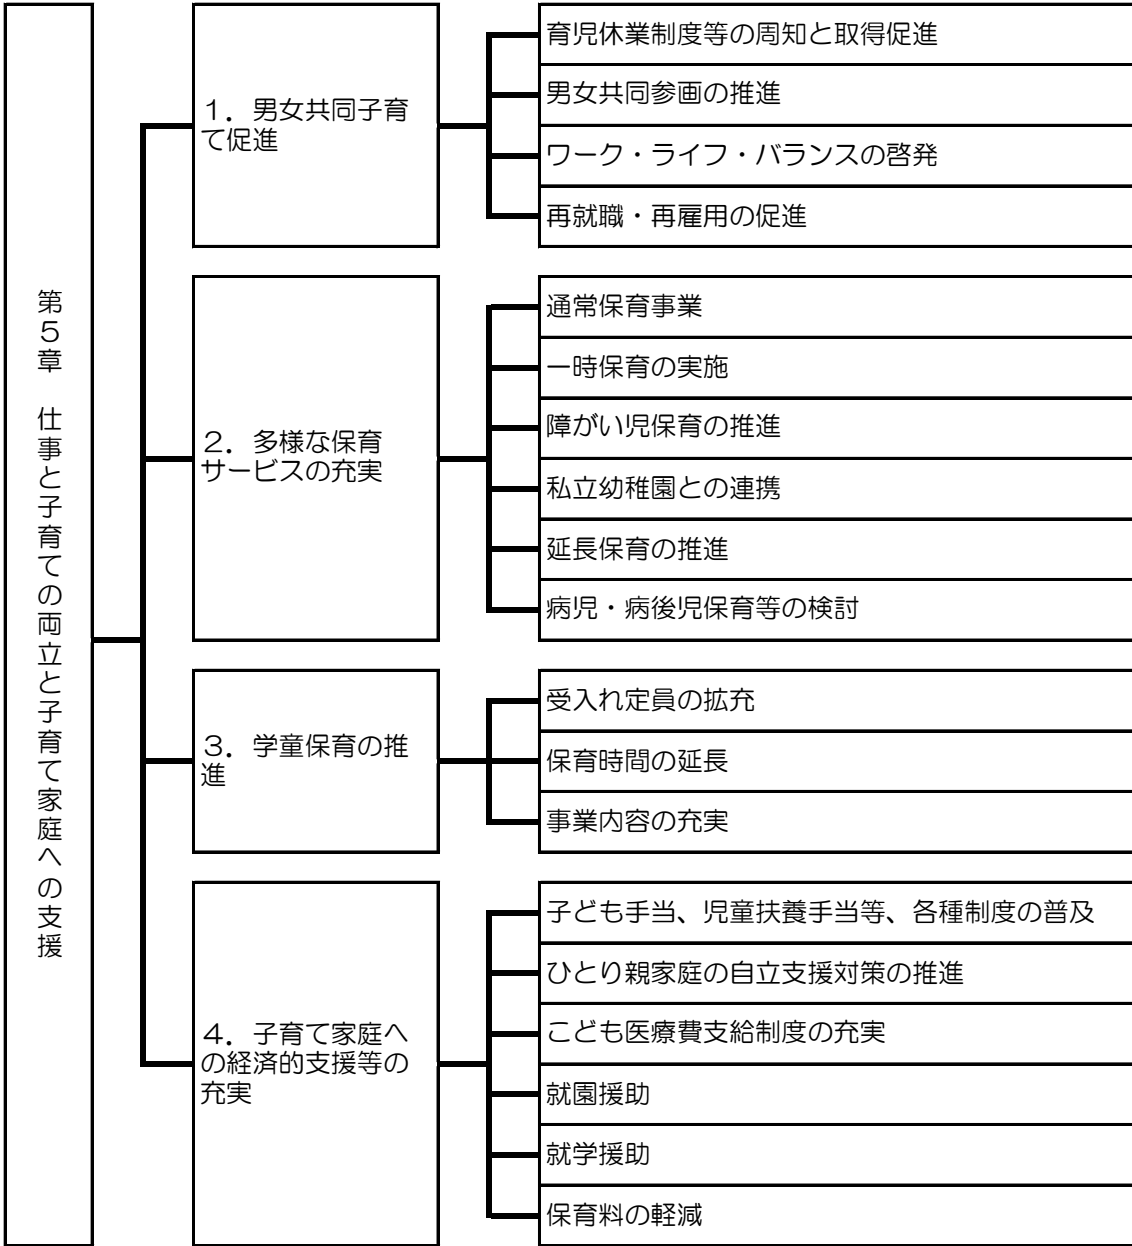 第5章　仕事と子育ての両立と子育て家庭への支援
１．男女共同子育
て促進
育児休業制度等の周知と取得促進
男女共同参画の推進
ワーク・ライフ・バランスの啓発
再就職・再雇用の促進
２．多様な保育
サービスの充実
通常保育事業
一時保育の実施
障がい児保育の推進
私立幼稚園との連携
延長保育の推進
病児・病後児保育等の検討
３．学童保育の推
進
受入れ定員の拡充
保育時間の延長
事業内容の充実
４．子育て家庭へ
の経済的支援等の
充実
子ども手当、児童扶養手当等、各種制度の普及
ひとり親家庭の自立支援対策の推進
こども医療費支給制度の充実
就園援助
就学援助
保育料の軽減